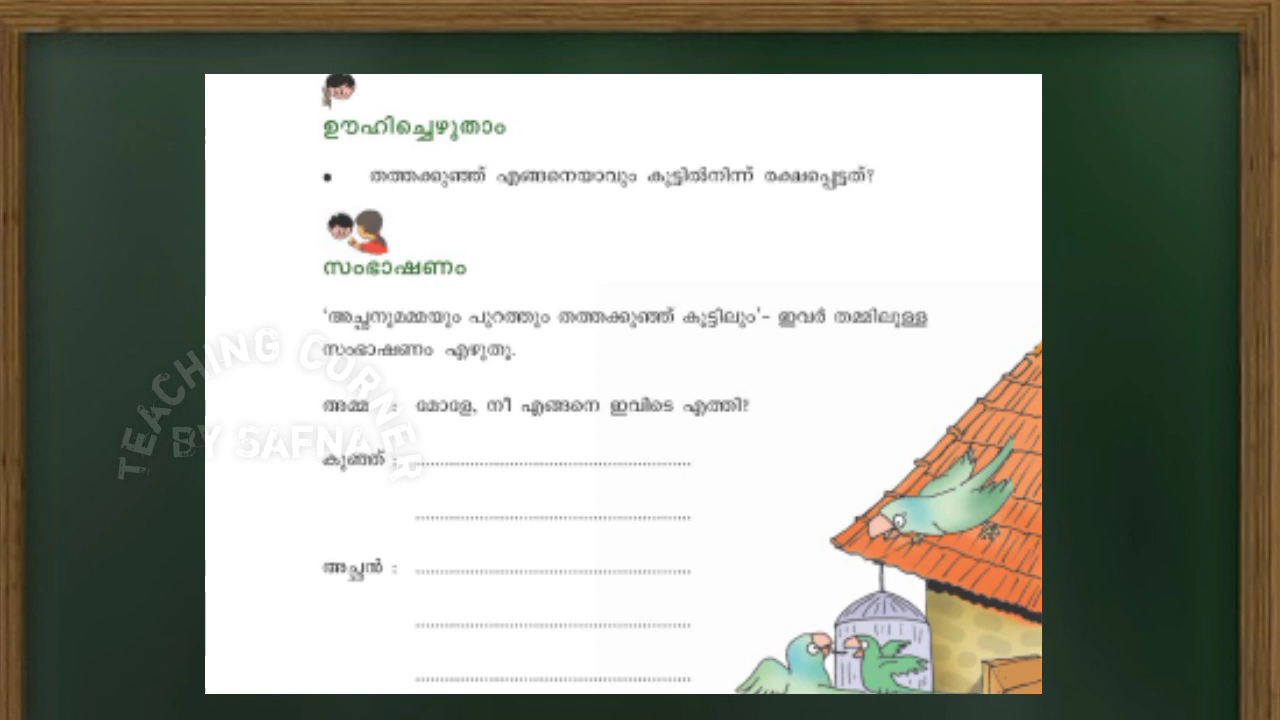 ഊഹിച്ചെഴുതാം
• തത്തക്കുഞ്ഞ് എങ്ങനെയാവും കൂട്ടിൽനിന്ന് രക്ഷപ്പെട്ടത്?
സംഭാഷണം
'അച്ഛനുമമ്മയും പുറത്തും തത്തക്കുഞ്ഞ് കൂട്ടിലും'- ഇവർ തമ്മിലുള്ള
സംഭാഷണം എഴുതൂ.
TEACHING CORNER
BY SAFNA
അമ്മ : മോളേ, നീ എങ്ങനെ ഇവിടെ എത്തി?
കുഞ്ഞ് : ..................................................
..................................................
അച്ഛൻ : ..................................................
..................................................
..................................................